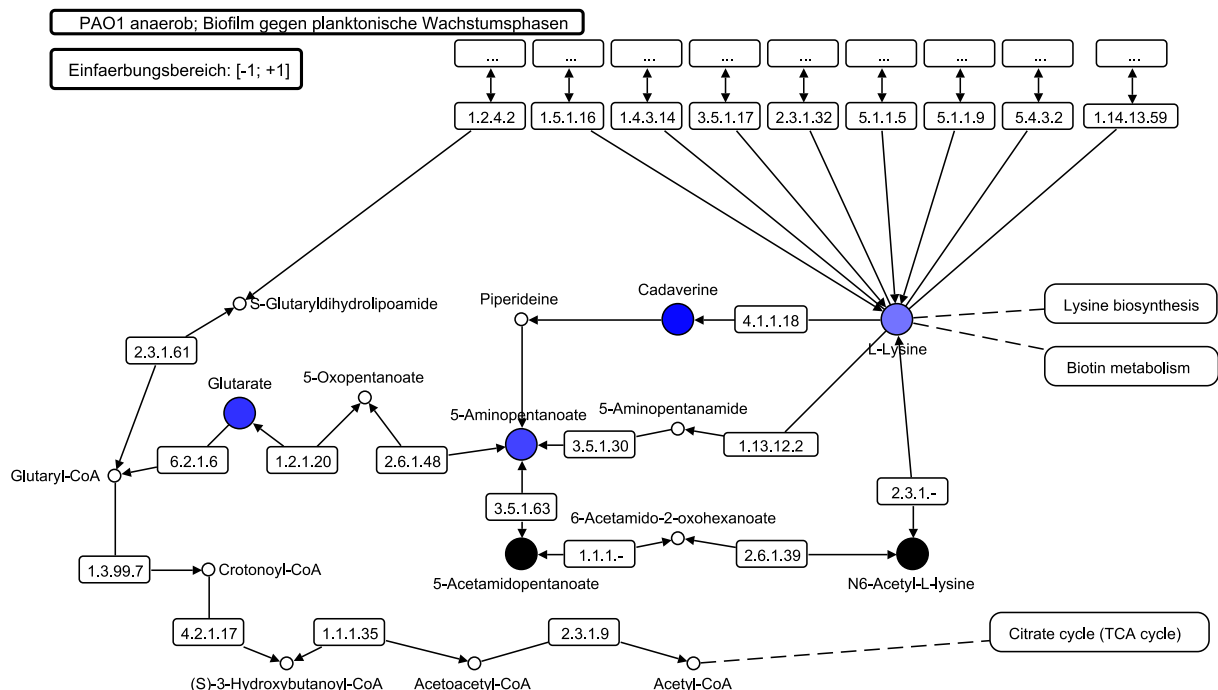 PAO1 anaerob; Biofilm gegen planktonische Wachstumsphasen
Einfaerbungsbereich: [-1; +1]
... ... ... ... ... ... ... ... ...
1.2.4.2 1.5.1.16 1.4.3.14 3.5.1.17 2.3.1.32 5.1.1.5 5.1.1.9 5.4.3.2 1.14.13.59
S-Glutaryldihydrolipoamide
Piperideine
Cadaverine
4.1.1.18
L-Lysine
Lysine biosynthesis
Biotin metabolism
2.3.1.61
Glutarate
5-Oxopentanoate
5-Aminopentanoate
5-Aminopentanamide
6.2.1.6
1.2.1.20
2.6.1.48
3.5.1.30
1.13.12.2
Glutaryl-CoA
2.3.1.-
3.5.1.63
6-Acetamido-2-oxohexanoate
1.1.1.-
2.6.1.39
5-Acetamidopentanoate
N6-Acetyl-L-lysine
1.3.99.7
Crotonoyl-CoA
4.2.1.17
1.1.1.35
2.3.1.9
Citrate cycle (TCA cycle)
(S)-3-Hydroxybutanoyl-CoA
Acetoacetyl-CoA
Acetyl-CoA